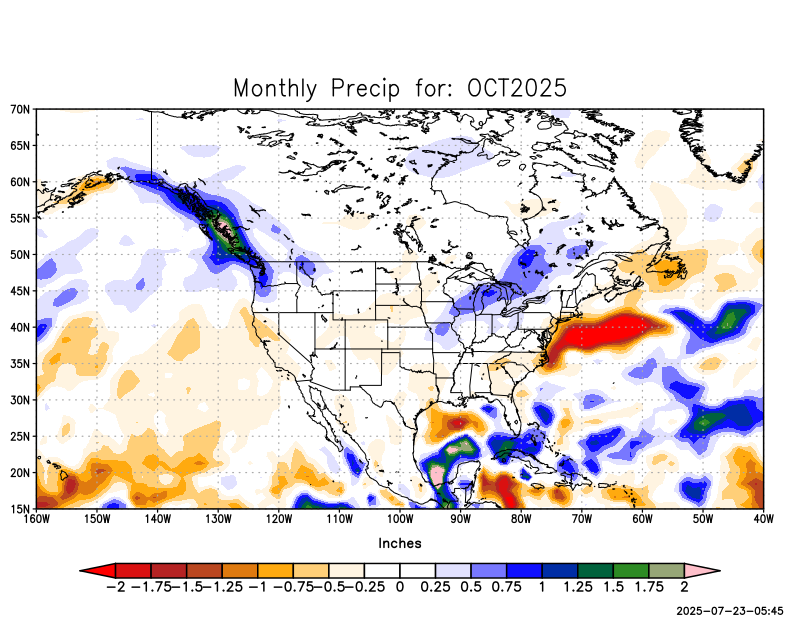 Monthly Precip for: OCT2025
70N
65N
60N
55N
50N
45N
40N
35N
30N
25N
20N
15N
160W 150W 140W 130W 120W 110W 100W 90W 80W 70W 60W 50W 40W
Inches
-2 -1.75 -1.5 -1.25 -1 -0.75 -0.5 -0.25 0 0.25 0.5 0.75 1 1.25 1.5 1.75 2
2025-07-23-05:45